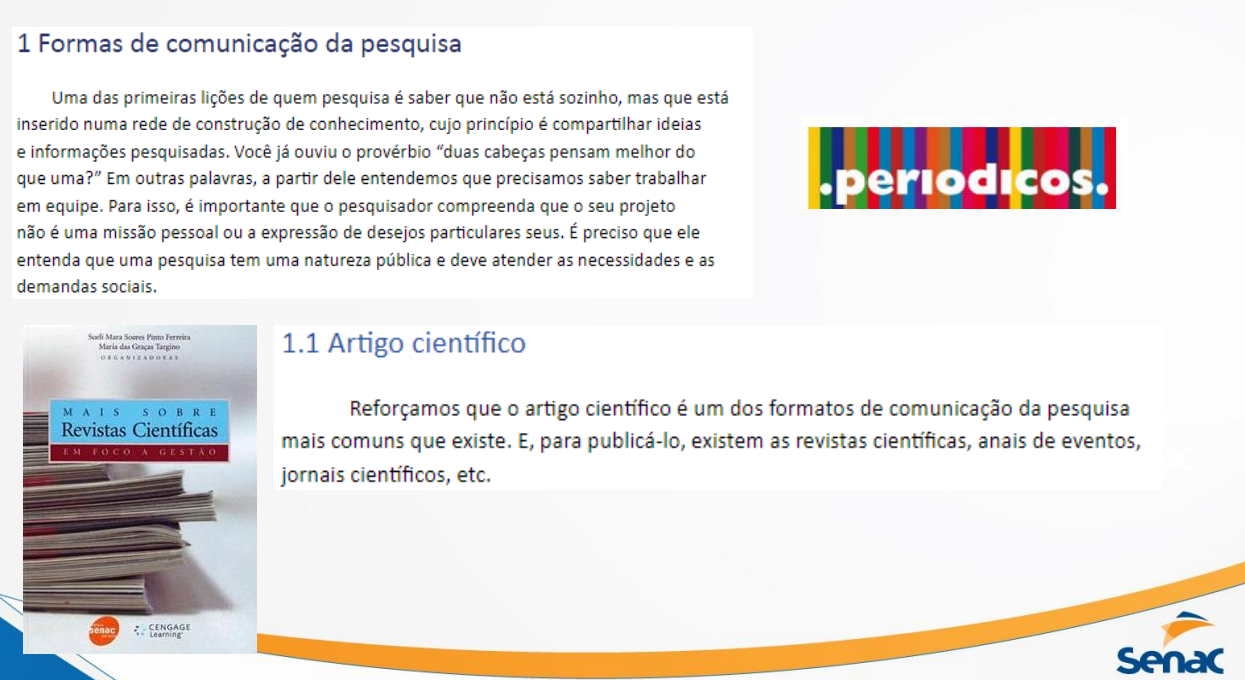 1 Formas de comunicação da pesquisa
Uma das primeiras lições de quem pesquisa é saber que não está sozinho, mas que está
inserido numa rede de construção de conhecimento, cujo princípio é compartilhar ideias
e informações pesquisadas. Você já ouviu o provérbio “duas cabeças pensam melhor do
que uma?” Em outras palavras, a partir dele entendemos que precisamos saber trabalhar
em equipe. Para isso, é importante que o pesquisador compreenda que o seu projeto
não é uma missão pessoal ou a expressão de desejos particulares seus. É preciso que ele
entenda que uma pesquisa tem uma natureza pública e deve atender as necessidades e as
demandas sociais.
.periodicos.
Sueli Mara Soares Pinto Ferreira
Maria das Graças Targino
ORGANIZADORAS
MAIS SOBRE
Revistas Científicas
EM FOCO A GESTÃO
senac
CENGAGE
Learning
1.1 Artigo científico
Reforçamos que o artigo científico é um dos formatos de comunicação da pesquisa
mais comuns que existe. E, para publicá-lo, existem as revistas científicas, anais de eventos,
jornais científicos, etc.
Senac